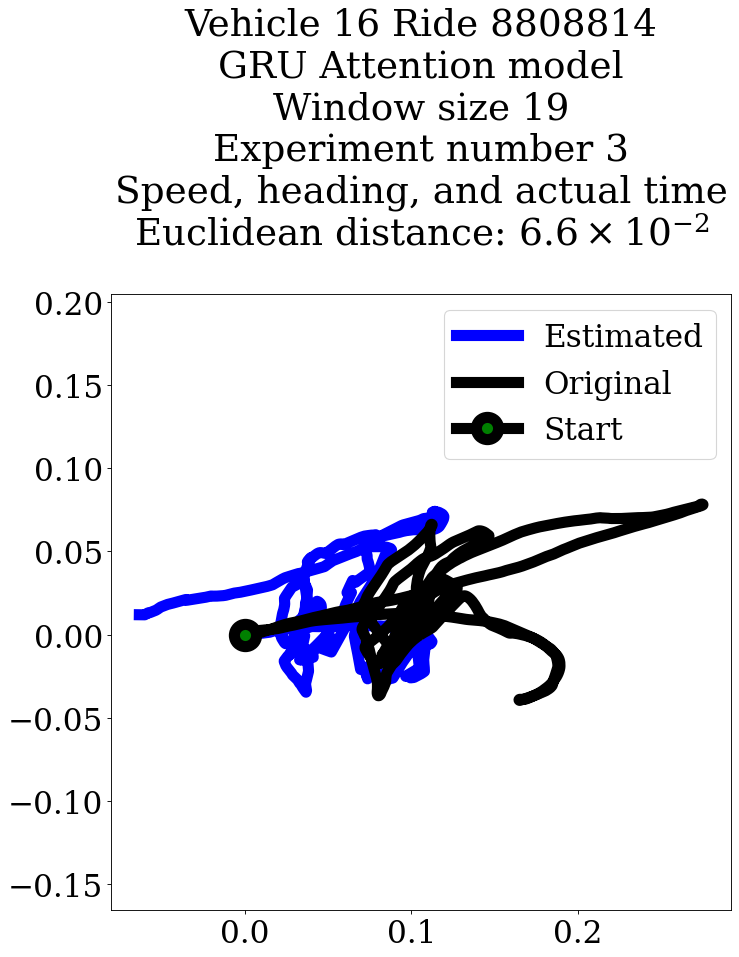 Vehicle 16 Ride 8808814
GRU Attention model
Window size 19
Experiment number 3
Speed, heading, and actual time
Euclidean distance: 6.6 × 10⁻²
0.20
0.15
0.10
0.05
0.00
−0.05
−0.10
−0.15
Estimated
Original
Start
0.0 0.1 0.2